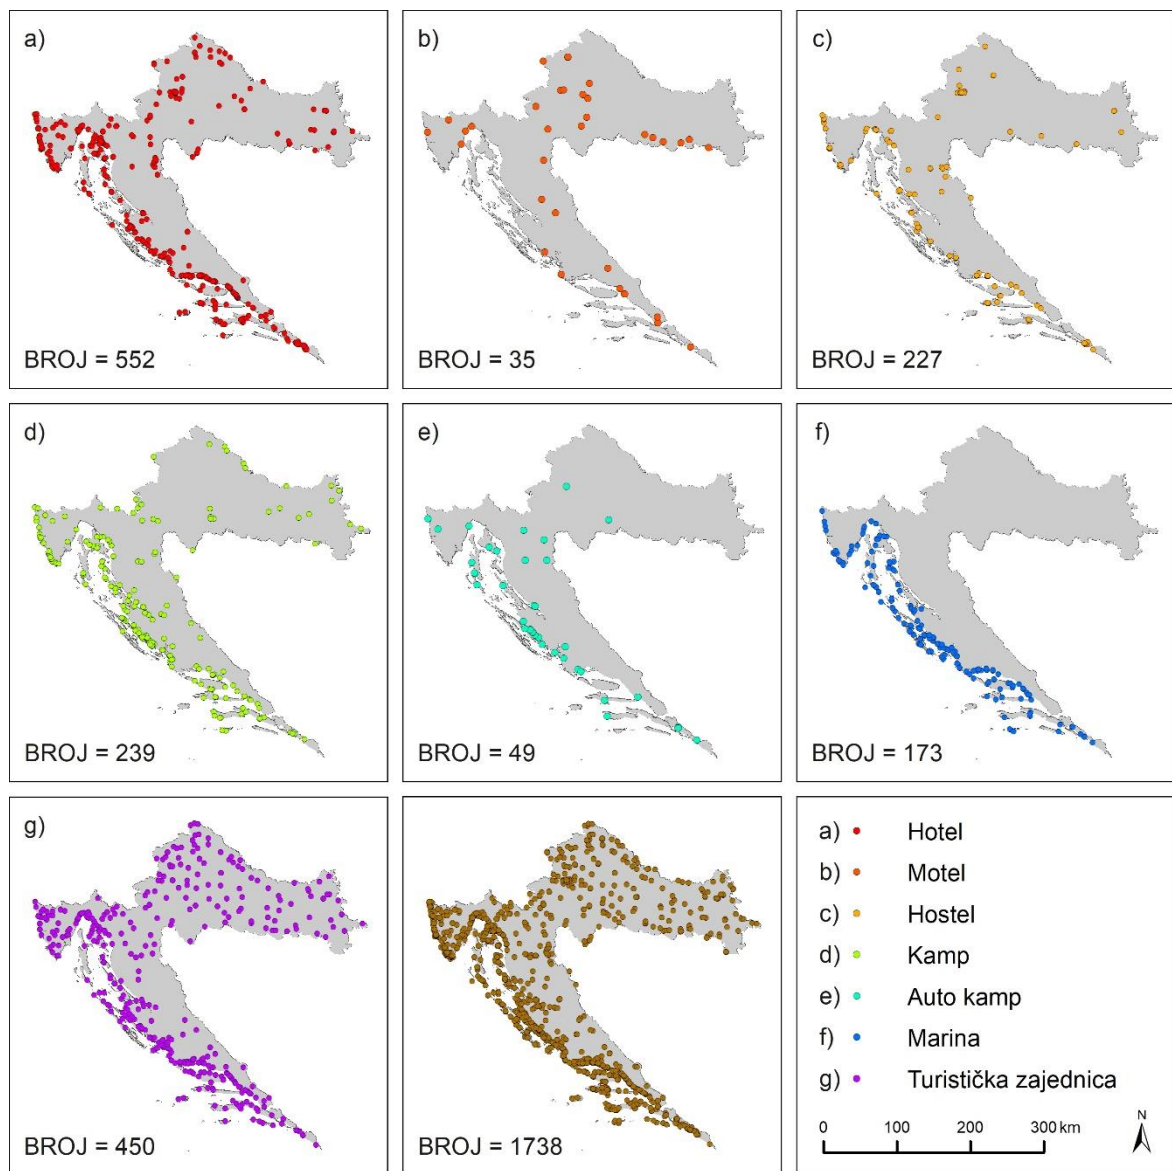 a)
BROJ = 552
b)
BROJ = 35
c)
BROJ = 227
d)
BROJ = 239
e)
BROJ = 49
f)
BROJ = 173
g)
BROJ = 450
BROJ = 1738
a) Hotel
b) Motel
c) Hostel
d) Kamp
e) Auto kamp
f) Marina
g) Turistička zajednica
0 100 200 300 km
N